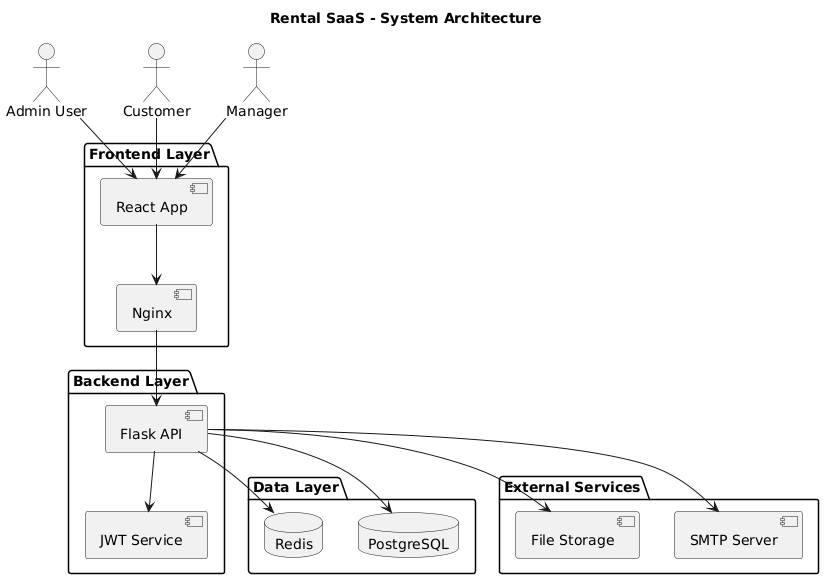 Rental SaaS - System Architecture
Admin User
Customer
Manager
Frontend Layer
React App
Nginx
Backend Layer
Flask API
JWT Service
Data Layer
Redis
PostgreSQL
External Services
File Storage
SMTP Server